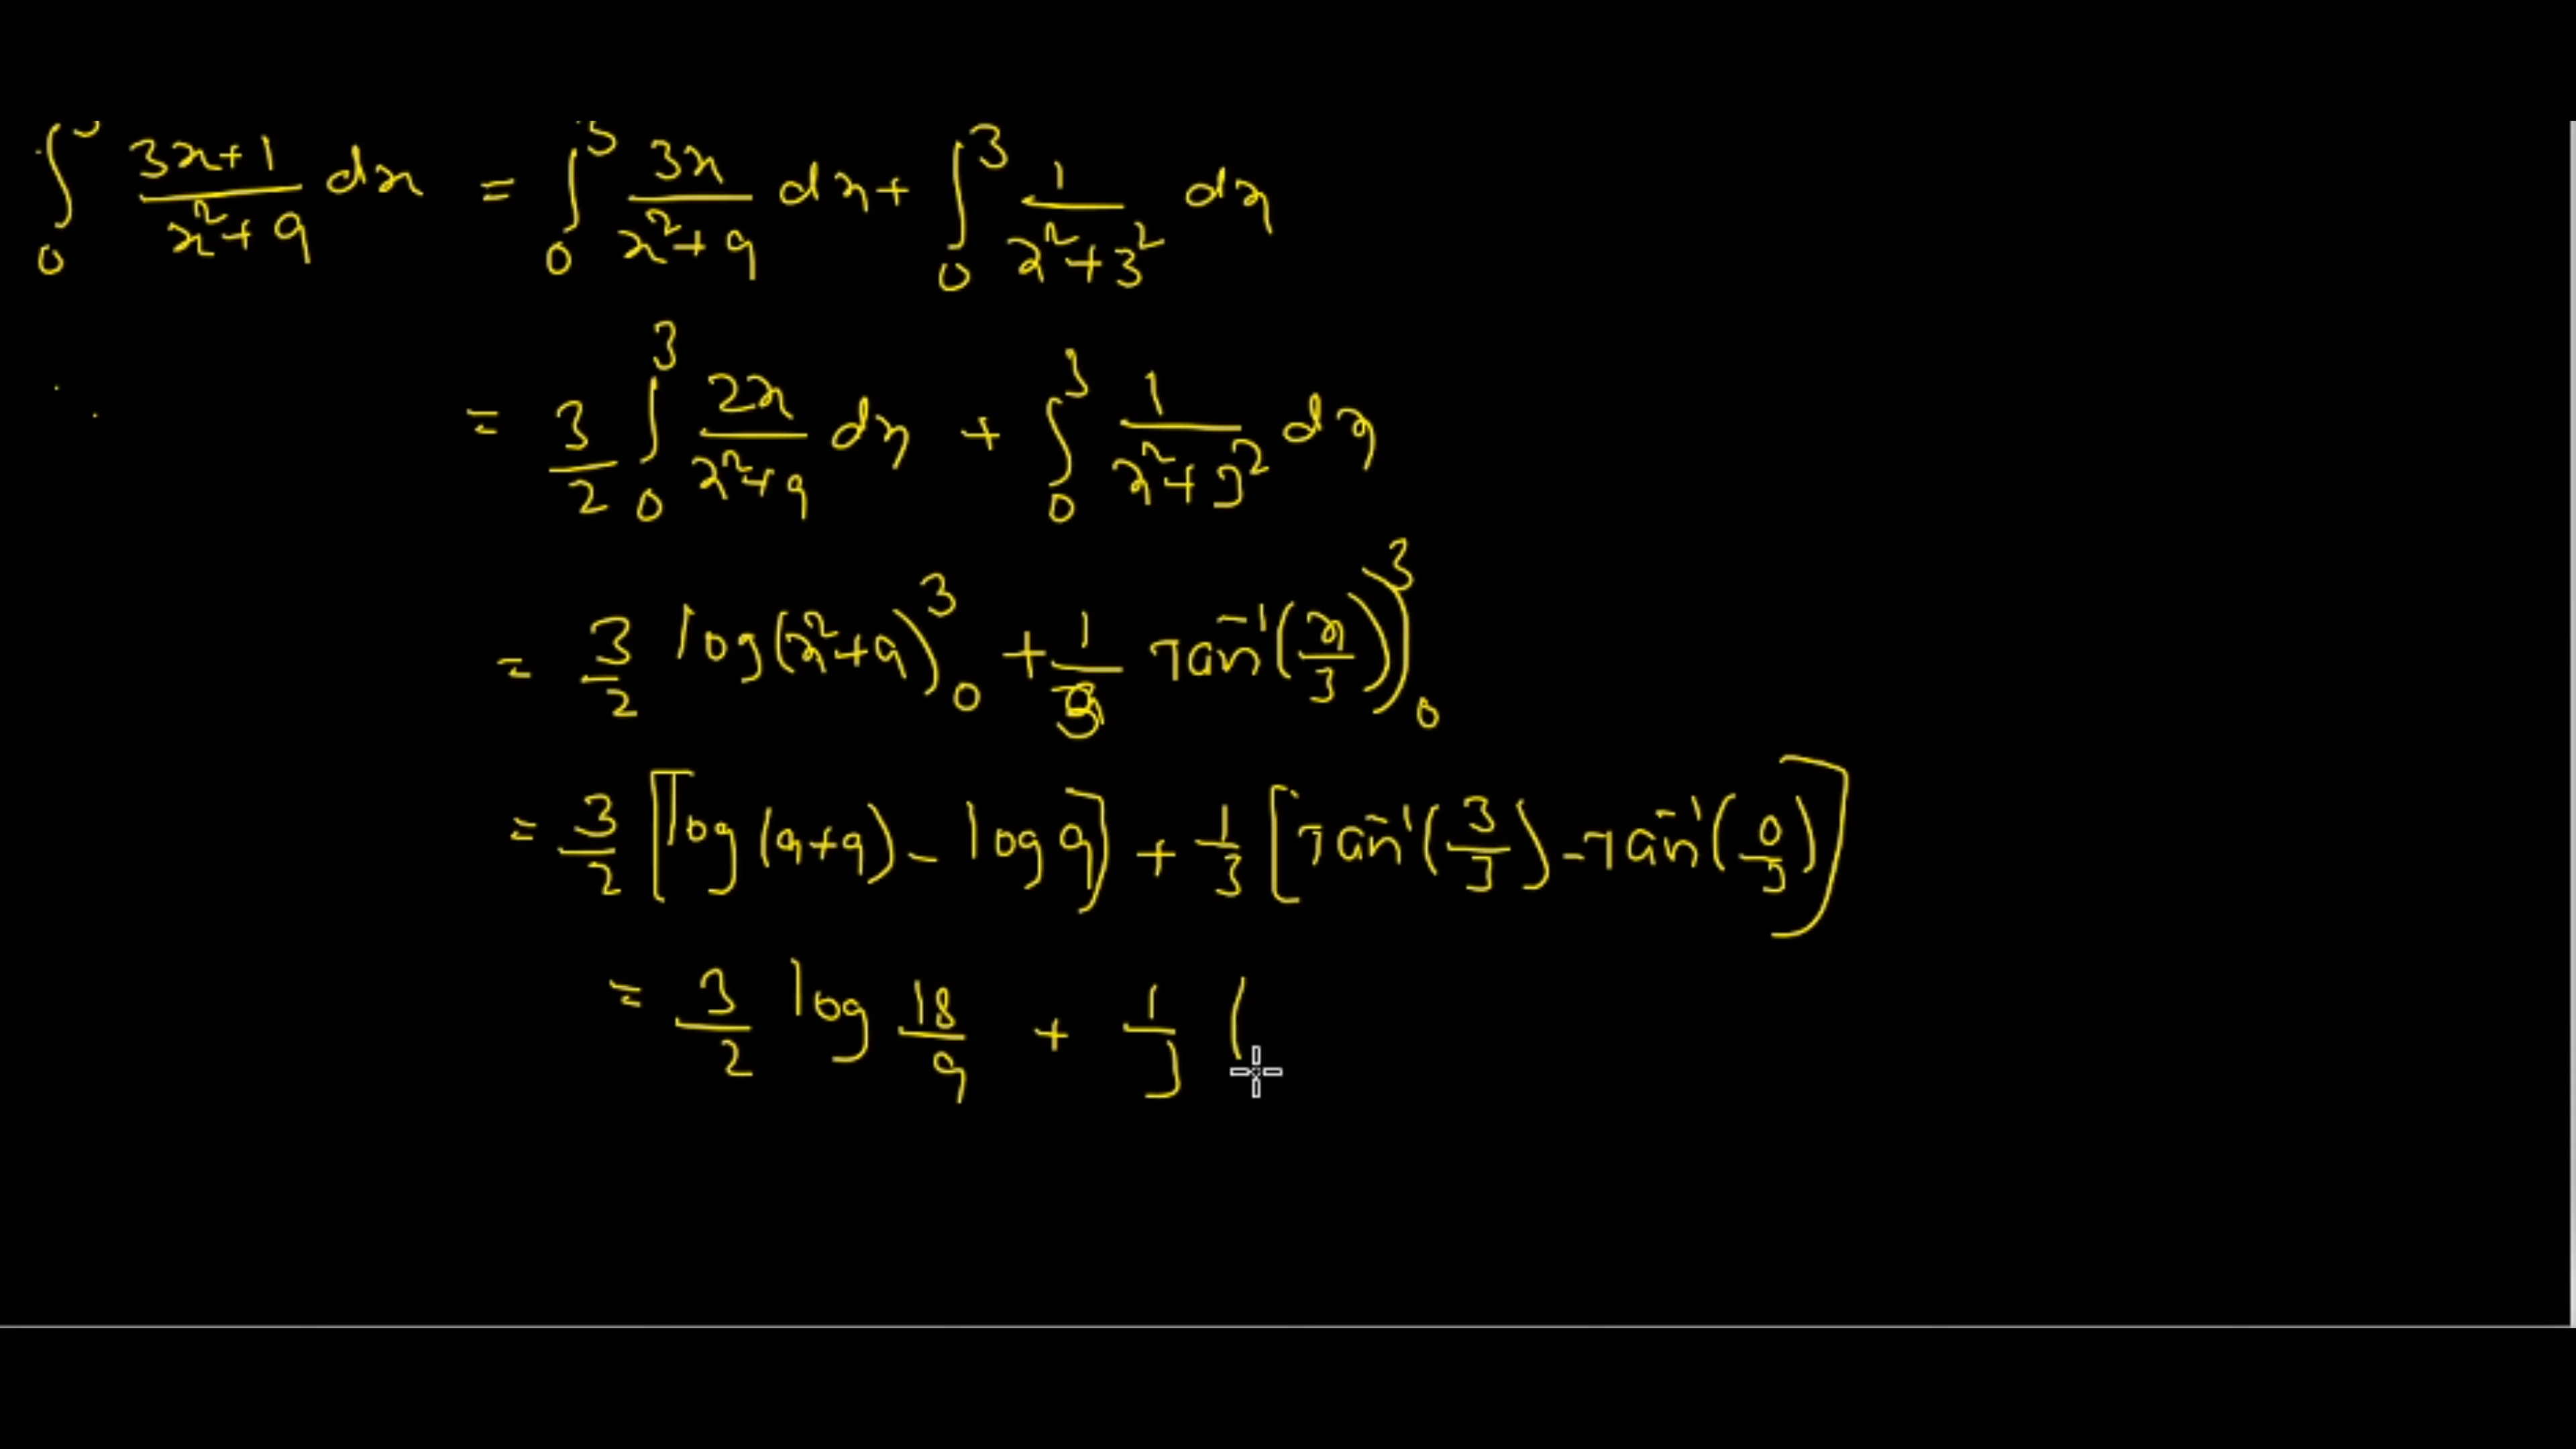 ∫₀³ (3x+1)/(x²+9) dx = ∫₀³ 3x/(x²+9) dx + ∫₀³ 1/(x²+3²) dx
= 3/2 ∫₀³ 2x/(x²+9) dx + ∫₀³ 1/(x²+3²) dx
= 3/2 log(x²+9)₀³ + 1/3 Tan⁻¹(x/3))₀³
= 3/2 [log(9+9) - log 9] + 1/3 [Tan⁻¹(3/3) - Tan⁻¹(0/3)]
= 3/2 log 18/9 + 1/3 (